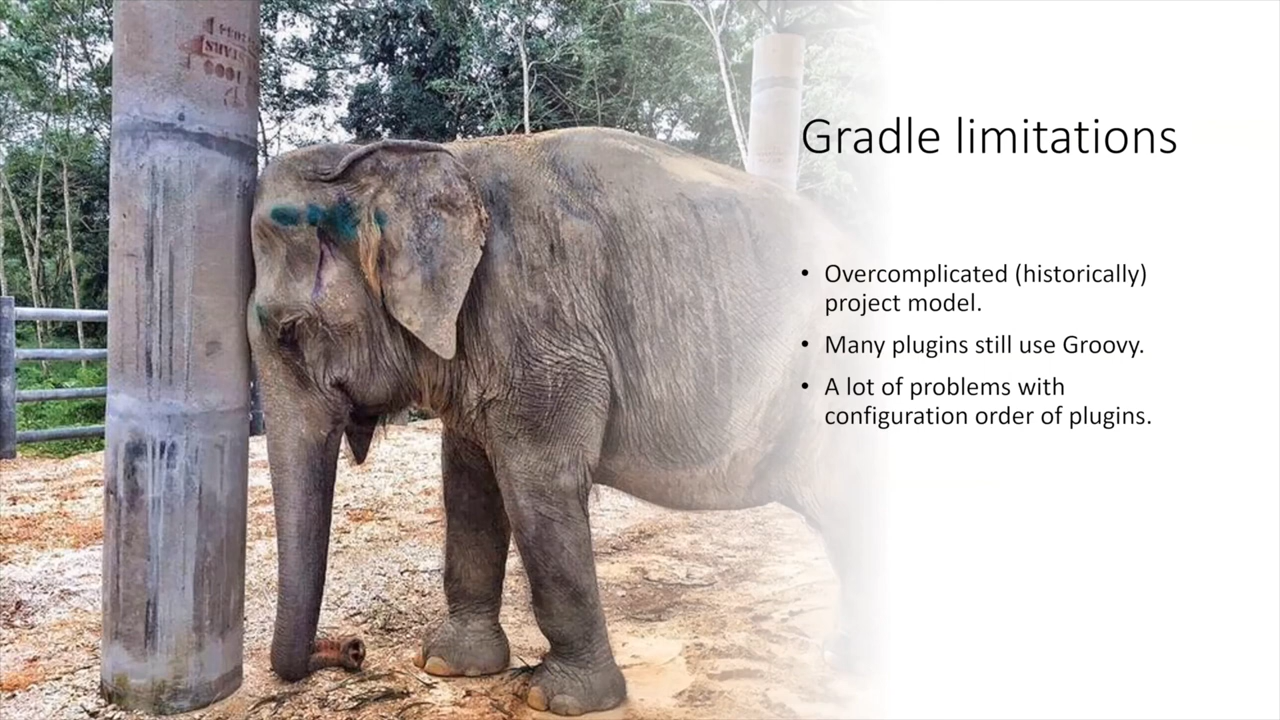 Gradle limitations
• Overcomplicated (historically)
project model.
• Many plugins still use Groovy.
• A lot of problems with
configuration order of plugins.